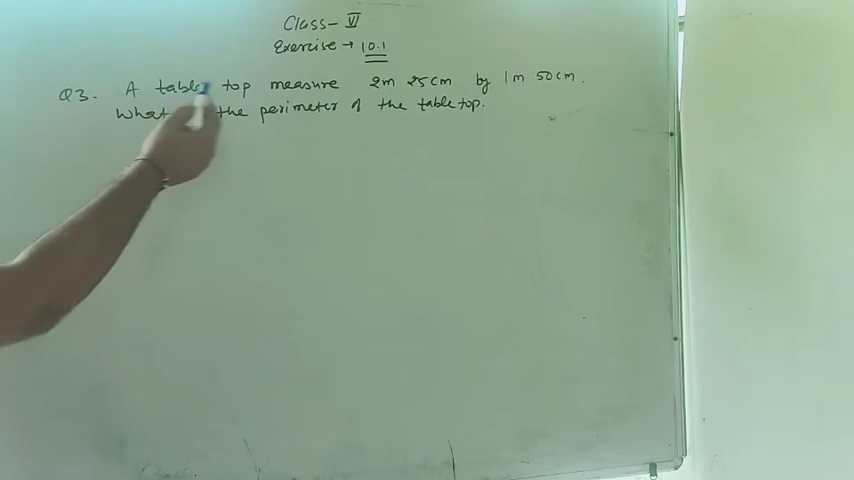 Class - VI
Exercise → 10.1
Q3. A table top measure 2m 25cm by 1m 50cm.
What the perimeter of the table top.